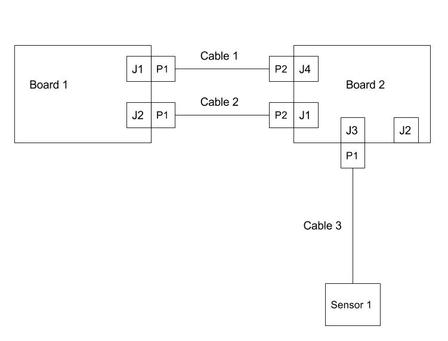 Cable 1
J1 P1 P2 J4
Board 1
Board 2
Cable 2
J2 P1 P2 J1
J3 J2
P1
Cable 3
Sensor 1